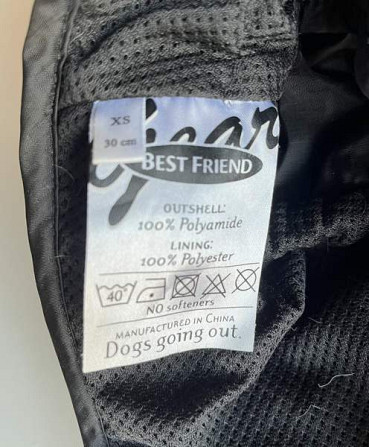 XS
30 cm
gear
BEST FRIEND
OUTSHELL:
100% Polyamide
LINING:
100% Polyester
40°
NO softeners
MANUFACTURED IN CHINA
Dogs going out.